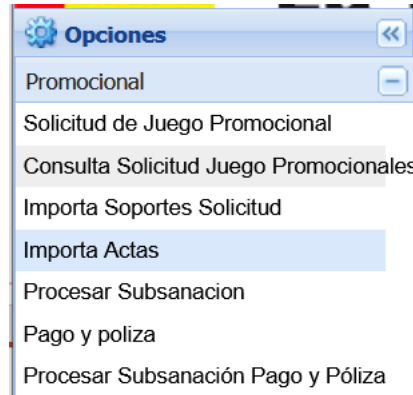 Opciones
Promocional
Solicitud de Juego Promocional
Consulta Solicitud Juego Promocionales
Importa Soportes Solicitud
Importa Actas
Procesar Subsanacion
Pago y poliza
Procesar Subsanación Pago y Póliza